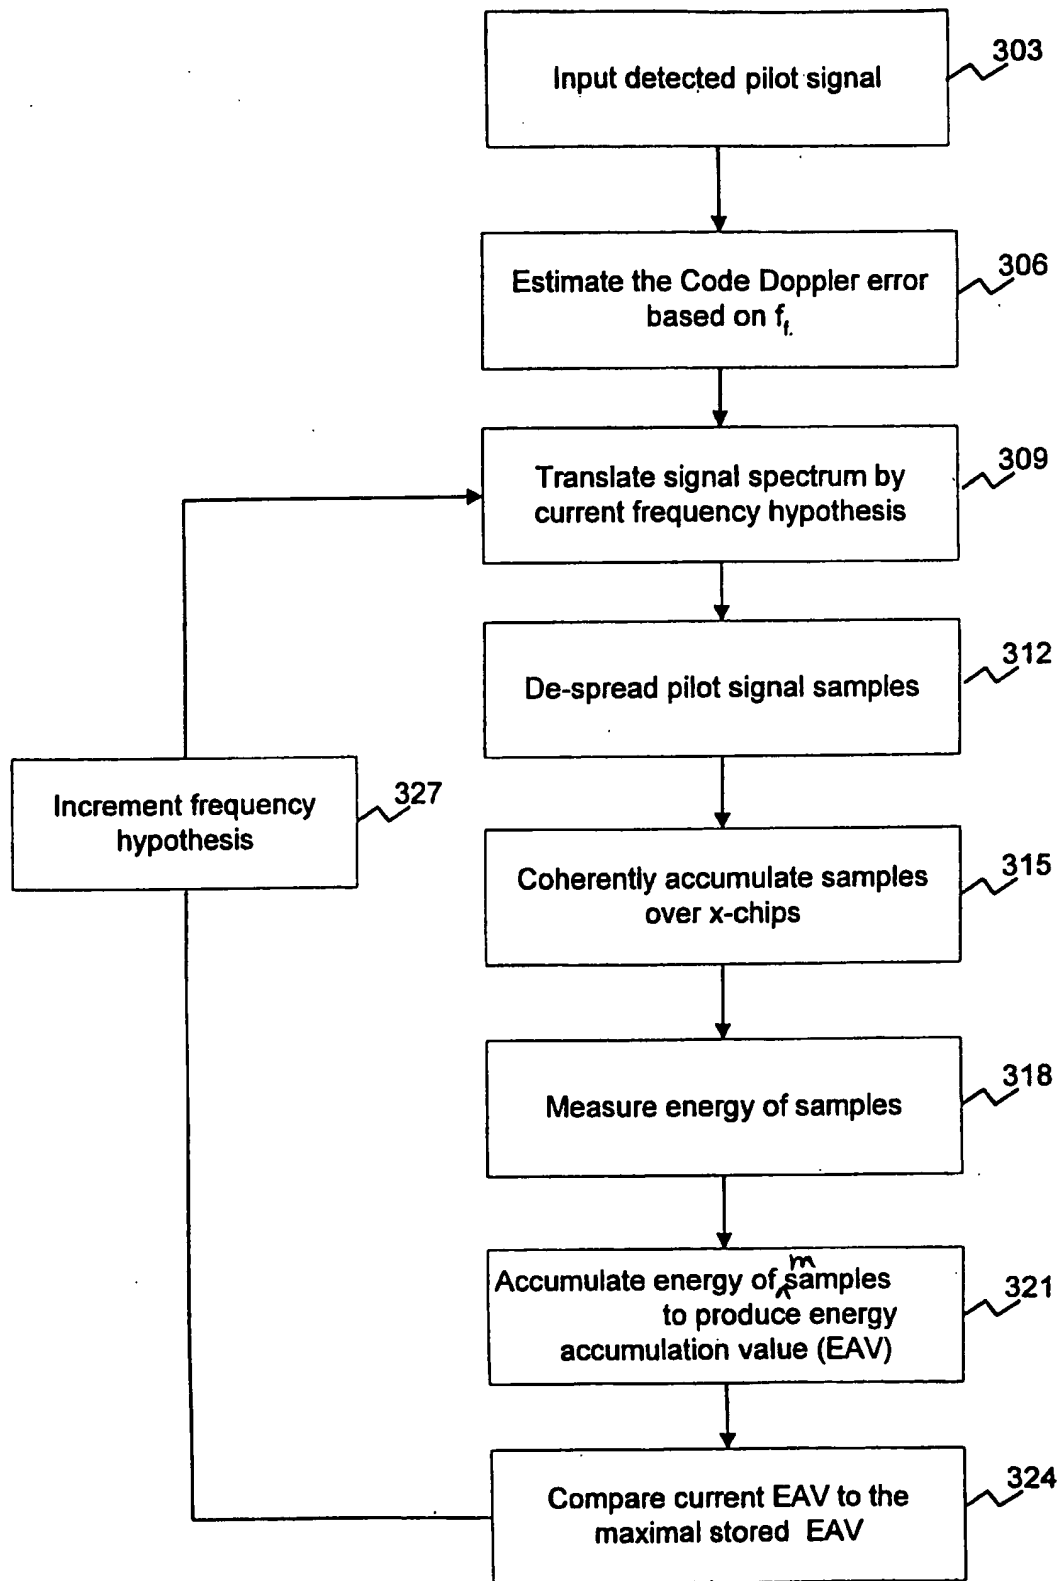 Input detected pilot signal
303
Estimate the Code Doppler error
based on f_f.
306
Translate signal spectrum by
current frequency hypothesis
309
De-spread pilot signal samples
312
Increment frequency
hypothesis
327
Coherently accumulate samples
over x-chips
315
Measure energy of samples
318
Accumulate energy of ^m samples
to produce energy
accumulation value (EAV)
321
Compare current EAV to the
maximal stored EAV
324